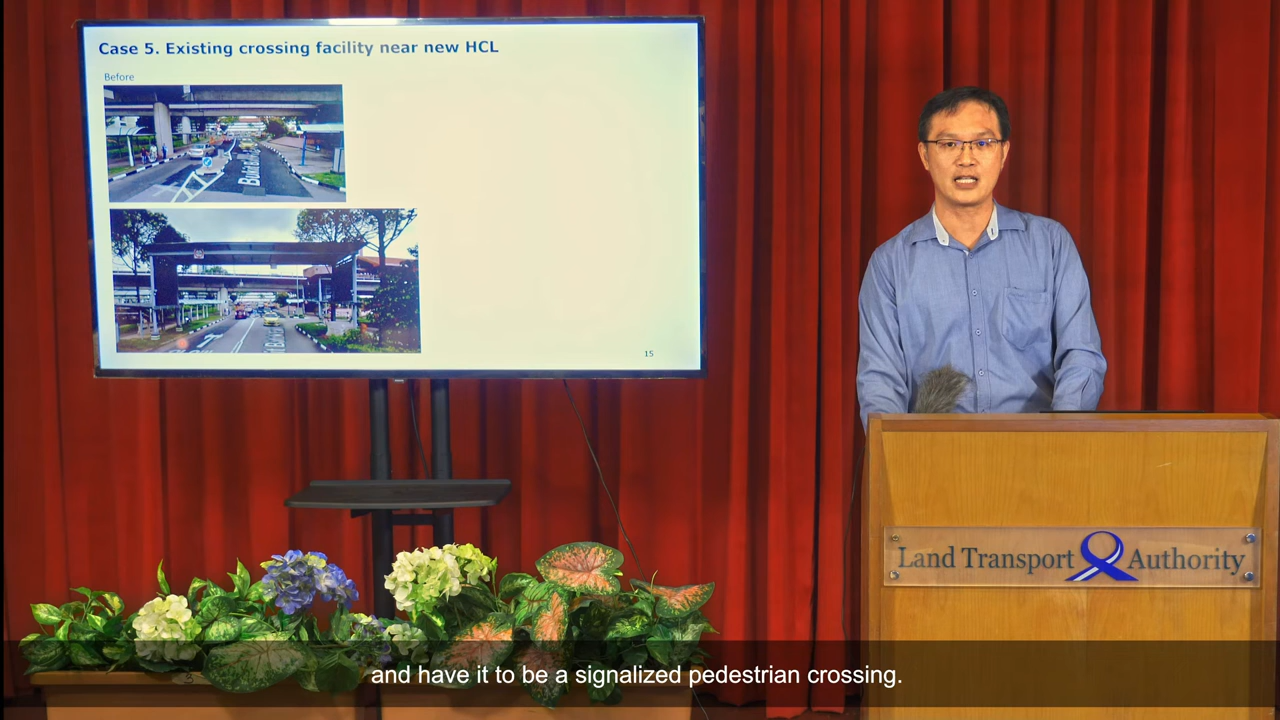 Case 5. Existing crossing facility near new HCL
Before
15
Land Transport Authority
and have it to be a signalized pedestrian crossing.